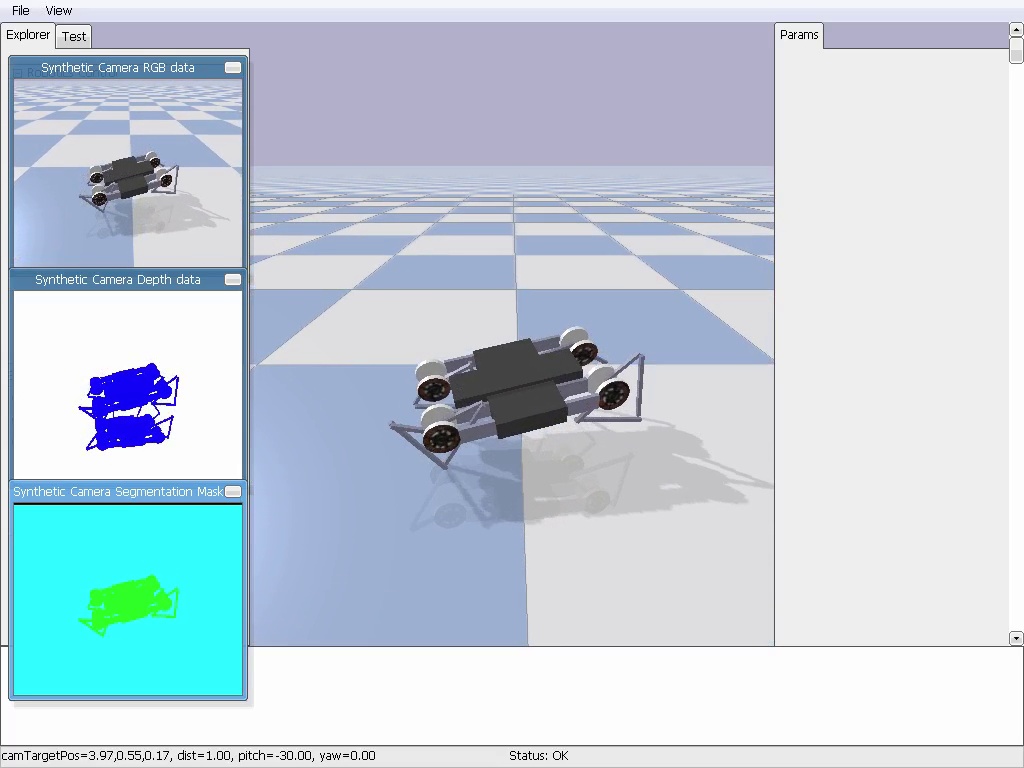 File View
Explorer Test
Params
Synthetic Camera RGB data
Synthetic Camera Depth data
Synthetic Camera Segmentation Mask
camTargetPos=3.97,0.55,0.17, dist=1.00, pitch=-30.00, yaw=0.00
Status: OK